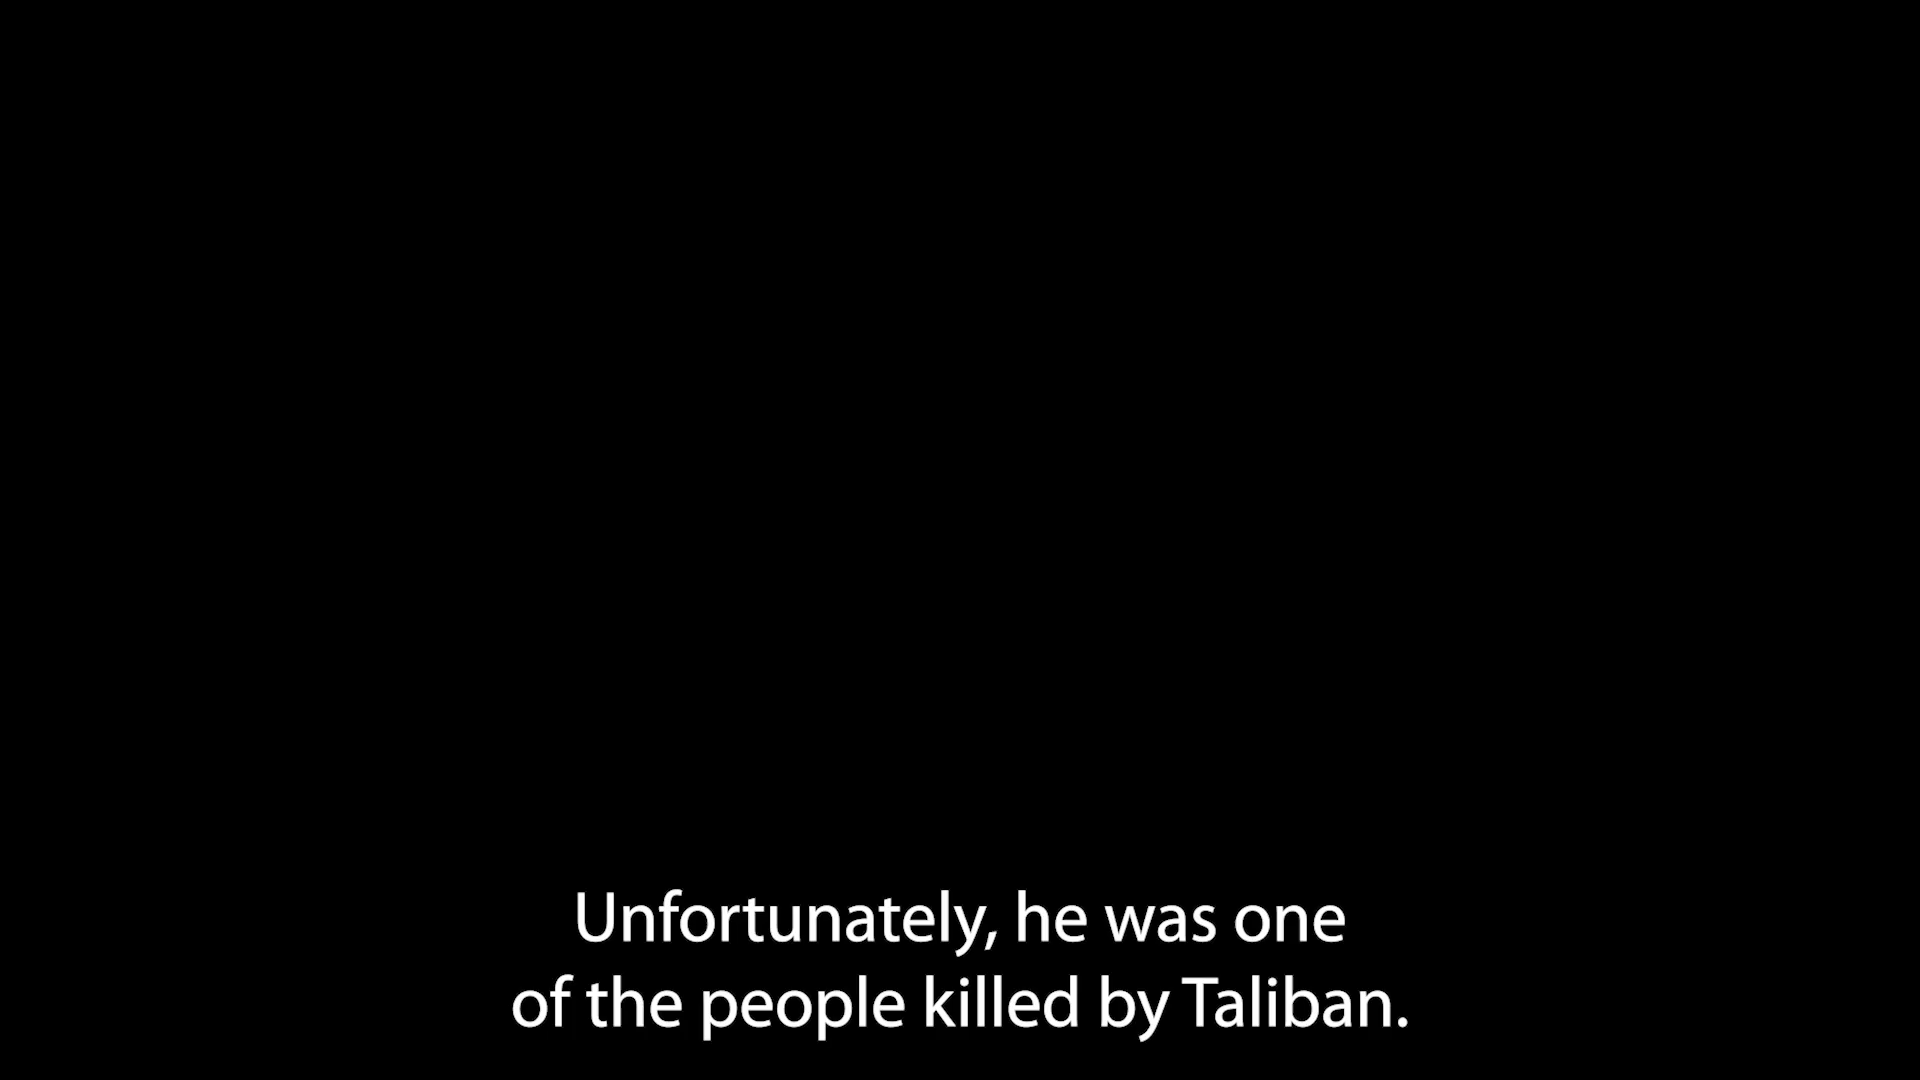 Unfortunately, he was one
of the people killed by Taliban.